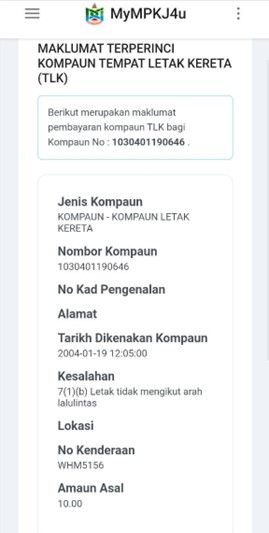 MyMPKJ4u
MAKLUMAT TERPERINCI
KOMPAUN TEMPAT LETAK KERETA
(TLK)
Berikut merupakan maklumat
pembayaran kompaun TLK bagi
Kompaun No : 1030401190646 .
Jenis Kompaun
KOMPAUN - KOMPAUN LETAK
KERETA
Nombor Kompaun
1030401190646
No Kad Pengenalan
Alamat
Tarikh Dikenakan Kompaun
2004-01-19 12:05:00
Kesalahan
7(1)(b) Letak tidak mengikut arah
lalulintas
Lokasi
No Kenderaan
WHM5156
Amaun Asal
10.00